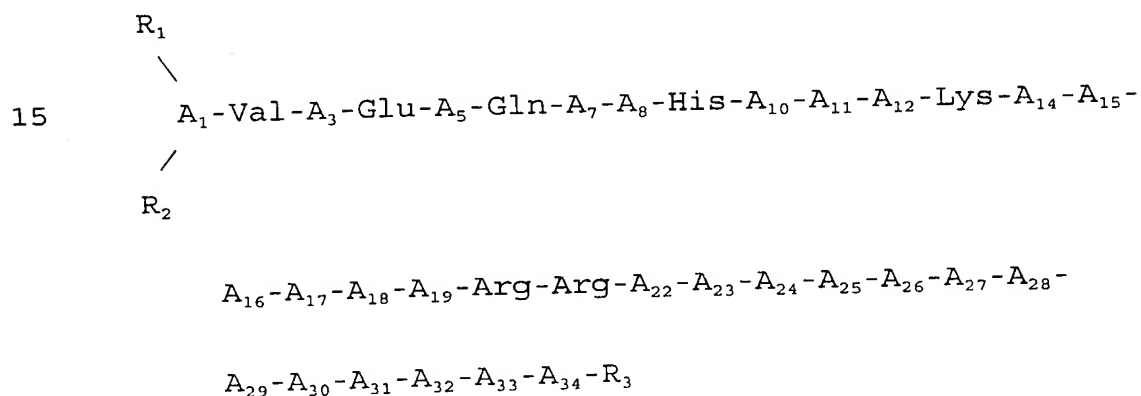 R₁
15 A₁-Val-A₃-Glu-A₅-Gln-A₇-A₈-His-A₁₀-A₁₁-A₁₂-Lys-A₁₄-A₁₅-
R₂
A₁₆-A₁₇-A₁₈-A₁₉-Arg-Arg-A₂₂-A₂₃-A₂₄-A₂₅-A₂₆-A₂₇-A₂₈-
A₂₉-A₃₀-A₃₁-A₃₂-A₃₃-A₃₄-R₃